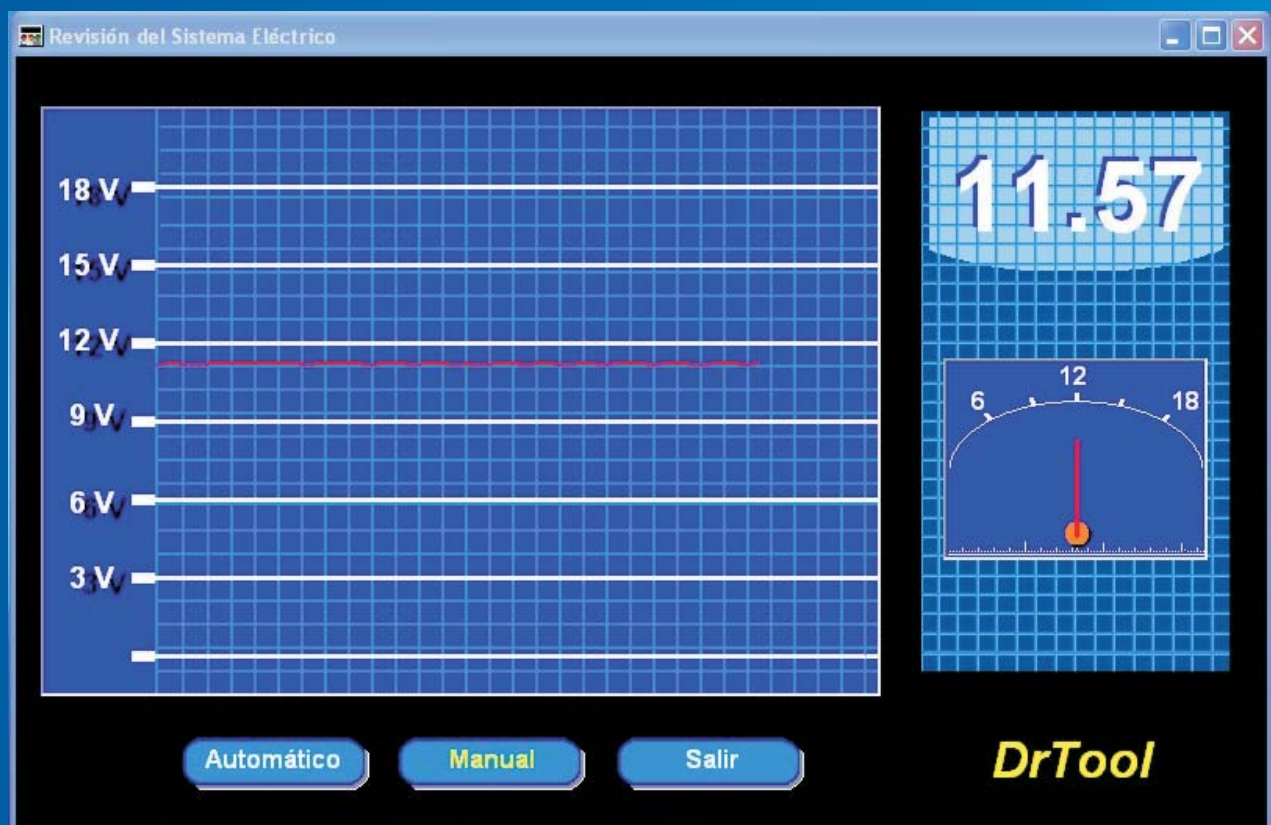 Revisión del Sistema Eléctrico
18 V
15 V
12 V
9 V
6 V
3 V
11.57
6 12 18
Automático Manual Salir
DrTool